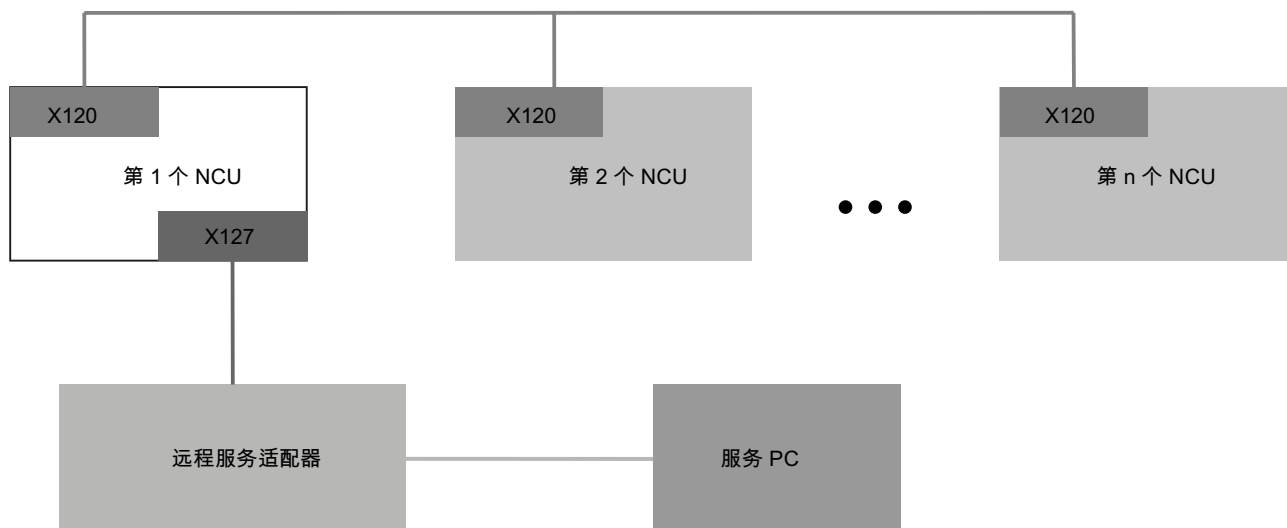 X120
X120
X120
第 1 个 NCU
第 2 个 NCU
第 n 个 NCU
X127
远程服务适配器
服务 PC